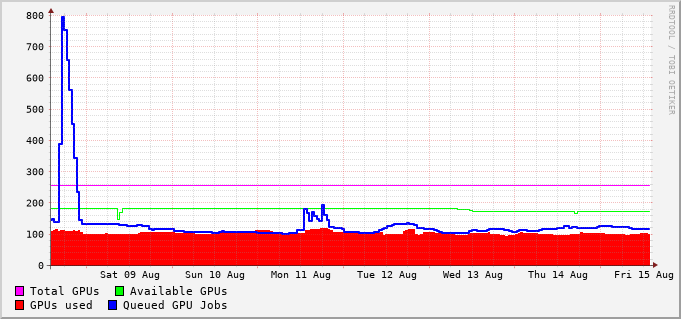 800
700
600
500
400
300
200
100
0
Sat 09 Aug Sun 10 Aug Mon 11 Aug Tue 12 Aug Wed 13 Aug Thu 14 Aug Fri 15 Aug
Total GPUs Available GPUs
GPUs used Queued GPU Jobs
RRDTOOL / TOBI OETIKER